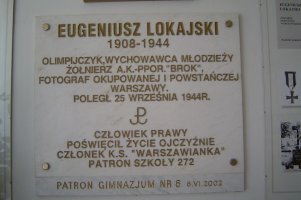 EUGENIUSZ LOKAJSKI
1908-1944
OLIMPIJCZYK, WYCHOWAWCA MŁODZIEŻY
ŻOŁNIERZ A.K.-PPOR."BROK",
FOTOGRAF OKUPOWANEJ I POWSTAŃCZEJ
WARSZAWY.
POLEGŁ 25 WRZEŚNIA 1944R.
CZŁOWIEK PRAWY
POŚWIĘCIŁ ŻYCIE OJCZYŹNIE
CZŁONEK K.S. "WARSZAWIANKA"
PATRON SZKOŁY 272
PATRON GIMNAZJUM NR 6 6.VI.2002